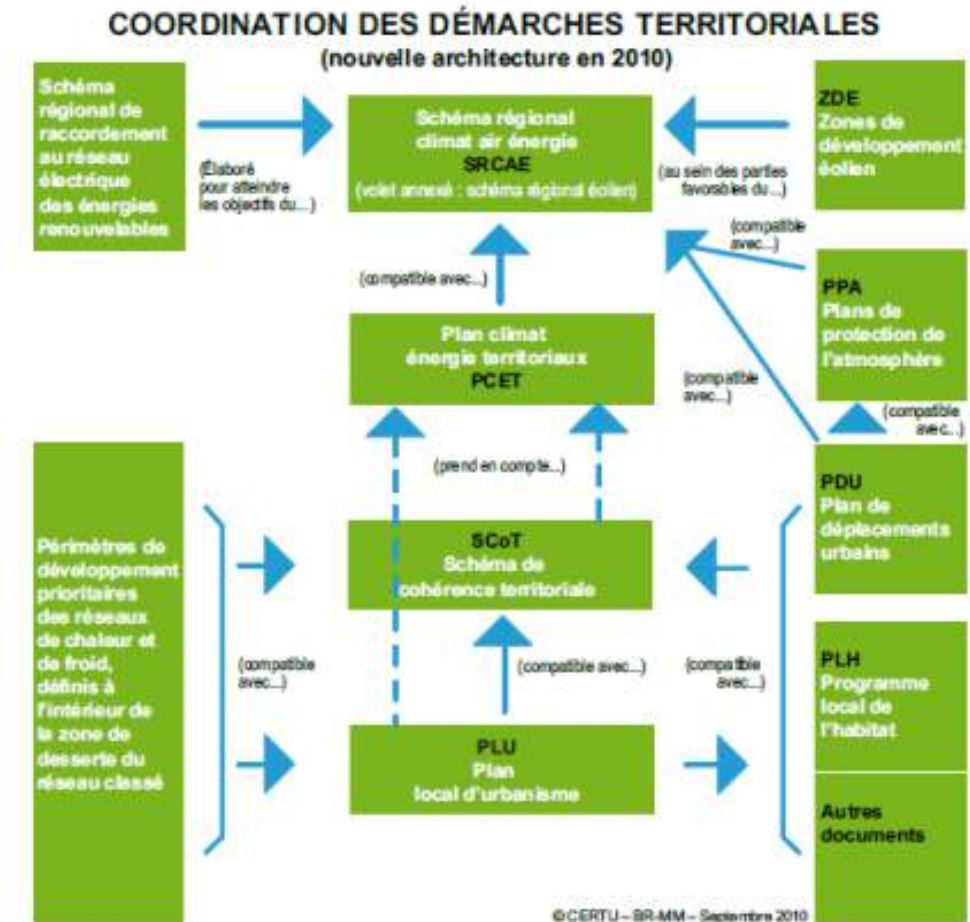 COORDINATION DES DÉMARCHES TERRITORIALES
(nouvelle architecture en 2010)
Schéma
régional de
raccordement
au réseau
électrique
des énergies
renouvelables
(Élaboré
pour atteindre
les objectifs du...)
Schéma régional
climat air énergie
SRCAE
(volet annexé : schéma régional éolien)
(au sein des parties
favorables du...)
ZDE
Zones de
développement
éolien
(compatible
avec...)
(compatible avec...)
PPA
Plans de
protection de
l'atmosphère
Plan climat
énergie territoriaux
PCET
(compatible
avec...)
(compatible
avec...)
(prend en compte...)
PDU
Plan de
déplacements
urbains
Périmètres de
développement
prioritaires
des réseaux
de chaleur et
de froid,
définis à
l'intérieur de
la zone de
desserte du
réseau classé
SCoT
Schéma de
cohérence territoriale
(compatible
avec...)
(compatible avec...)
(compatible
avec...)
PLH
Programme
local de
l'habitat
PLU
Plan
local d'urbanisme
Autres
documents
© CERTU – BR-MM – Septembre 2010